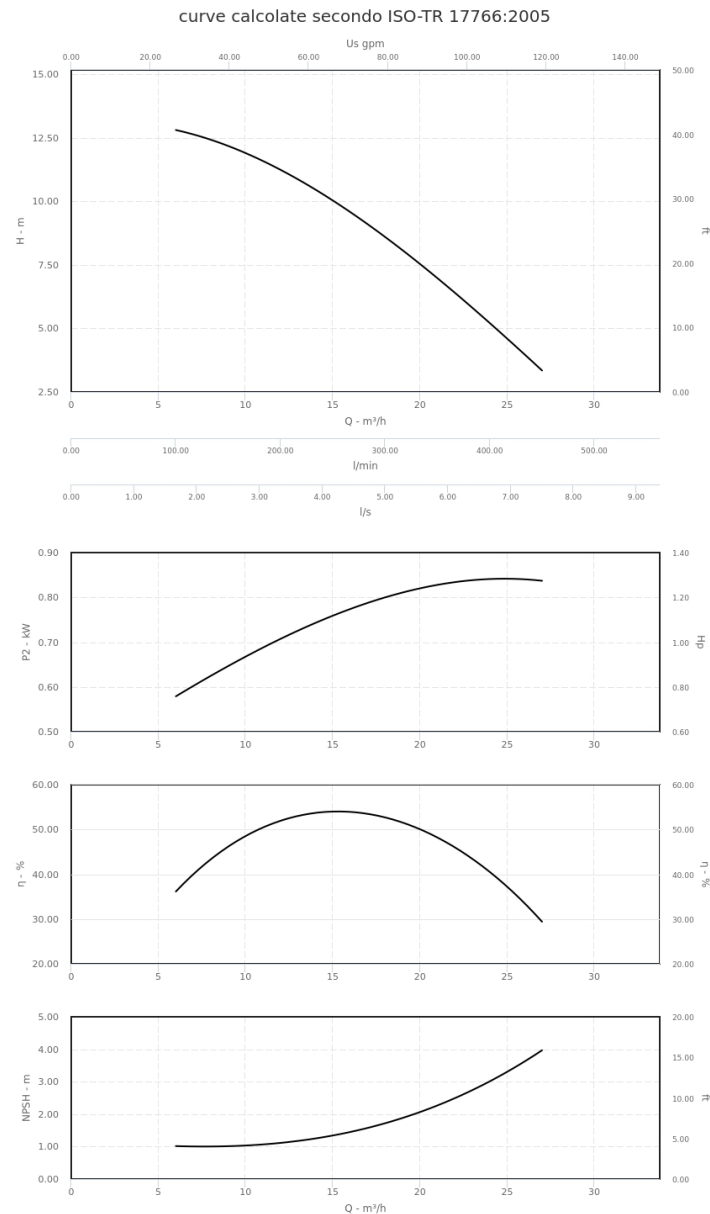 curve calcolate secondo ISO-TR 17766:2005
Us gpm
0.00 20.00 40.00 60.00 80.00 100.00 120.00 140.00
15.00 50.00
12.50 40.00
10.00 30.00
H - m ft
7.50 20.00
5.00 10.00
2.50 0.00
0 5 10 15 20 25 30
Q - m³/h
0.00 100.00 200.00 300.00 400.00 500.00
l/min
0.00 1.00 2.00 3.00 4.00 5.00 6.00 7.00 8.00 9.00
l/s
0.90 1.40
0.80 1.20
0.70 1.00
P2 - kW Hp
0.60 0.80
0.50 0.60
0 5 10 15 20 25 30
60.00 60.00
50.00 50.00
40.00 40.00
η - % η - %
30.00 30.00
20.00 20.00
0 5 10 15 20 25 30
5.00 20.00
4.00 15.00
3.00 10.00
NPSH - m ft
2.00 5.00
1.00
0.00 0.00
0 5 10 15 20 25 30
Q - m³/h